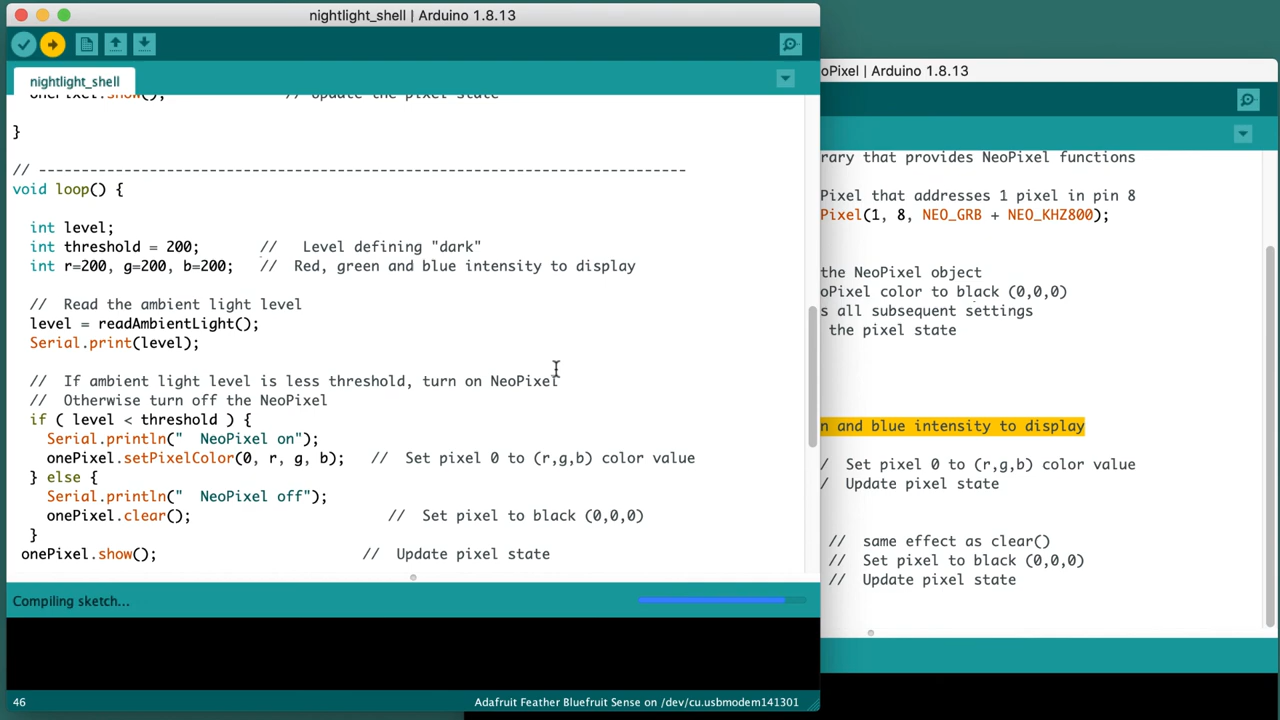 nightlight_shell | Arduino 1.8.13
nightlight_shell
onePixel.show(); // Update the pixel state
}
// ----------------------------------------------------------------------------
void loop() {
int level;
int threshold = 200; // Level defining "dark"
int r=200, g=200, b=200; // Red, green and blue intensity to display
// Read the ambient light level
level = readAmbientLight();
Serial.print(level);
// If ambient light level is less threshold, turn on NeoPixel
// Otherwise turn off the NeoPixel
if ( level < threshold ) {
Serial.println("  NeoPixel on");
onePixel.setPixelColor(0, r, g, b); // Set pixel 0 to (r,g,b) color value
} else {
Serial.println("  NeoPixel off");
onePixel.clear(); // Set pixel to black (0,0,0)
}
onePixel.show(); // Update pixel state
Compiling sketch...
46
Adafruit Feather Bluefruit Sense on /dev/cu.usbmodem141301
oPixel | Arduino 1.8.13
rary that provides NeoPixel functions
Pixel that addresses 1 pixel in pin 8
Pixel(1, 8, NEO_GRB + NEO_KHZ800);
the NeoPixel object
oPixel color to black (0,0,0)
s all subsequent settings
the pixel state
n and blue intensity to display
/ Set pixel 0 to (r,g,b) color value
/ Update pixel state
// same effect as clear()
// Set pixel to black (0,0,0)
// Update pixel state